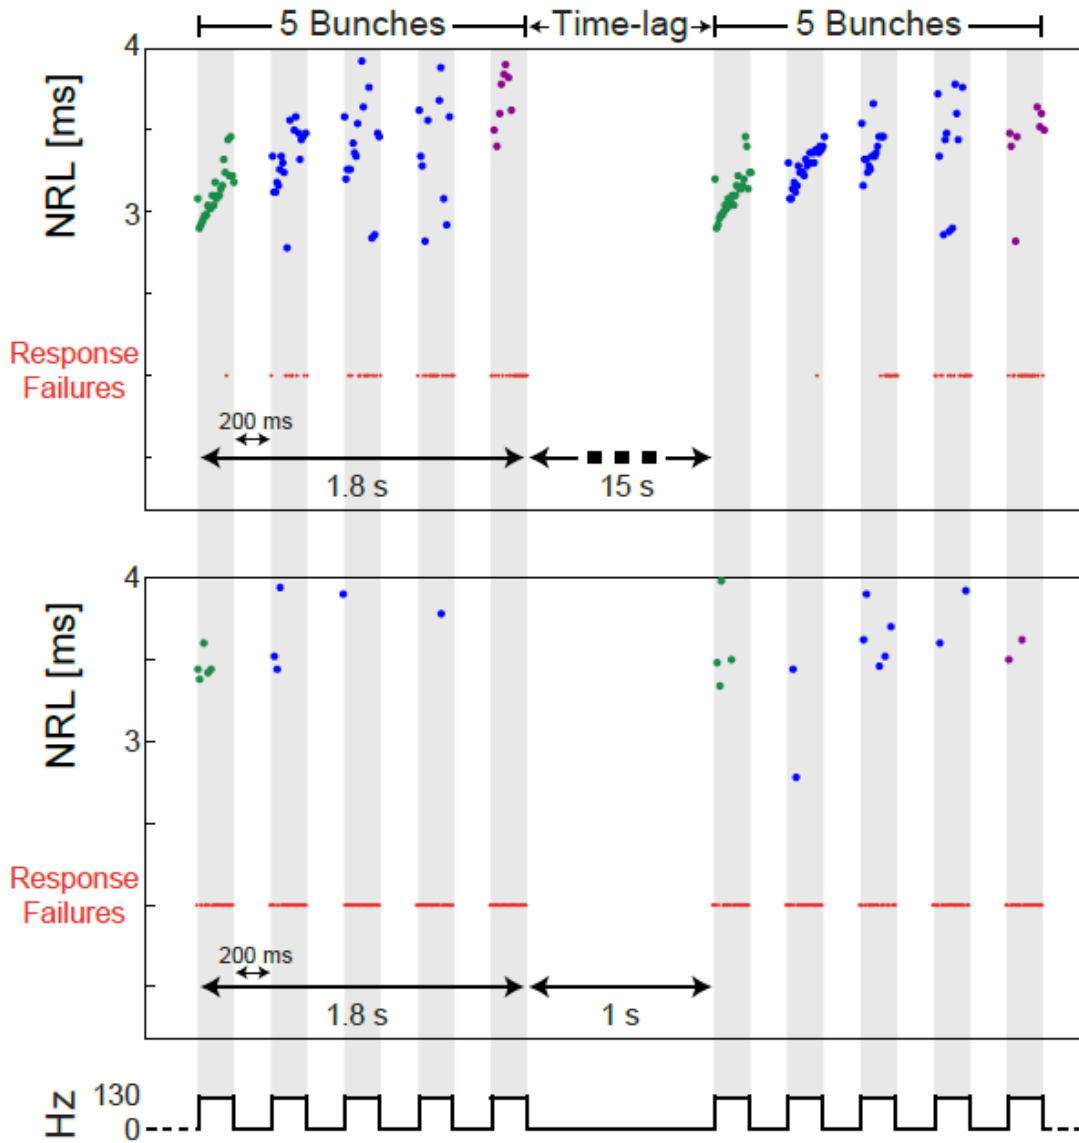 5 Bunches Time-lag 5 Bunches
4
NRL [ms]
3
Response
Failures
200 ms
1.8 s 15 s
4
NRL [ms]
3
Response
Failures
200 ms
1.8 s 1 s
Hz
130
0